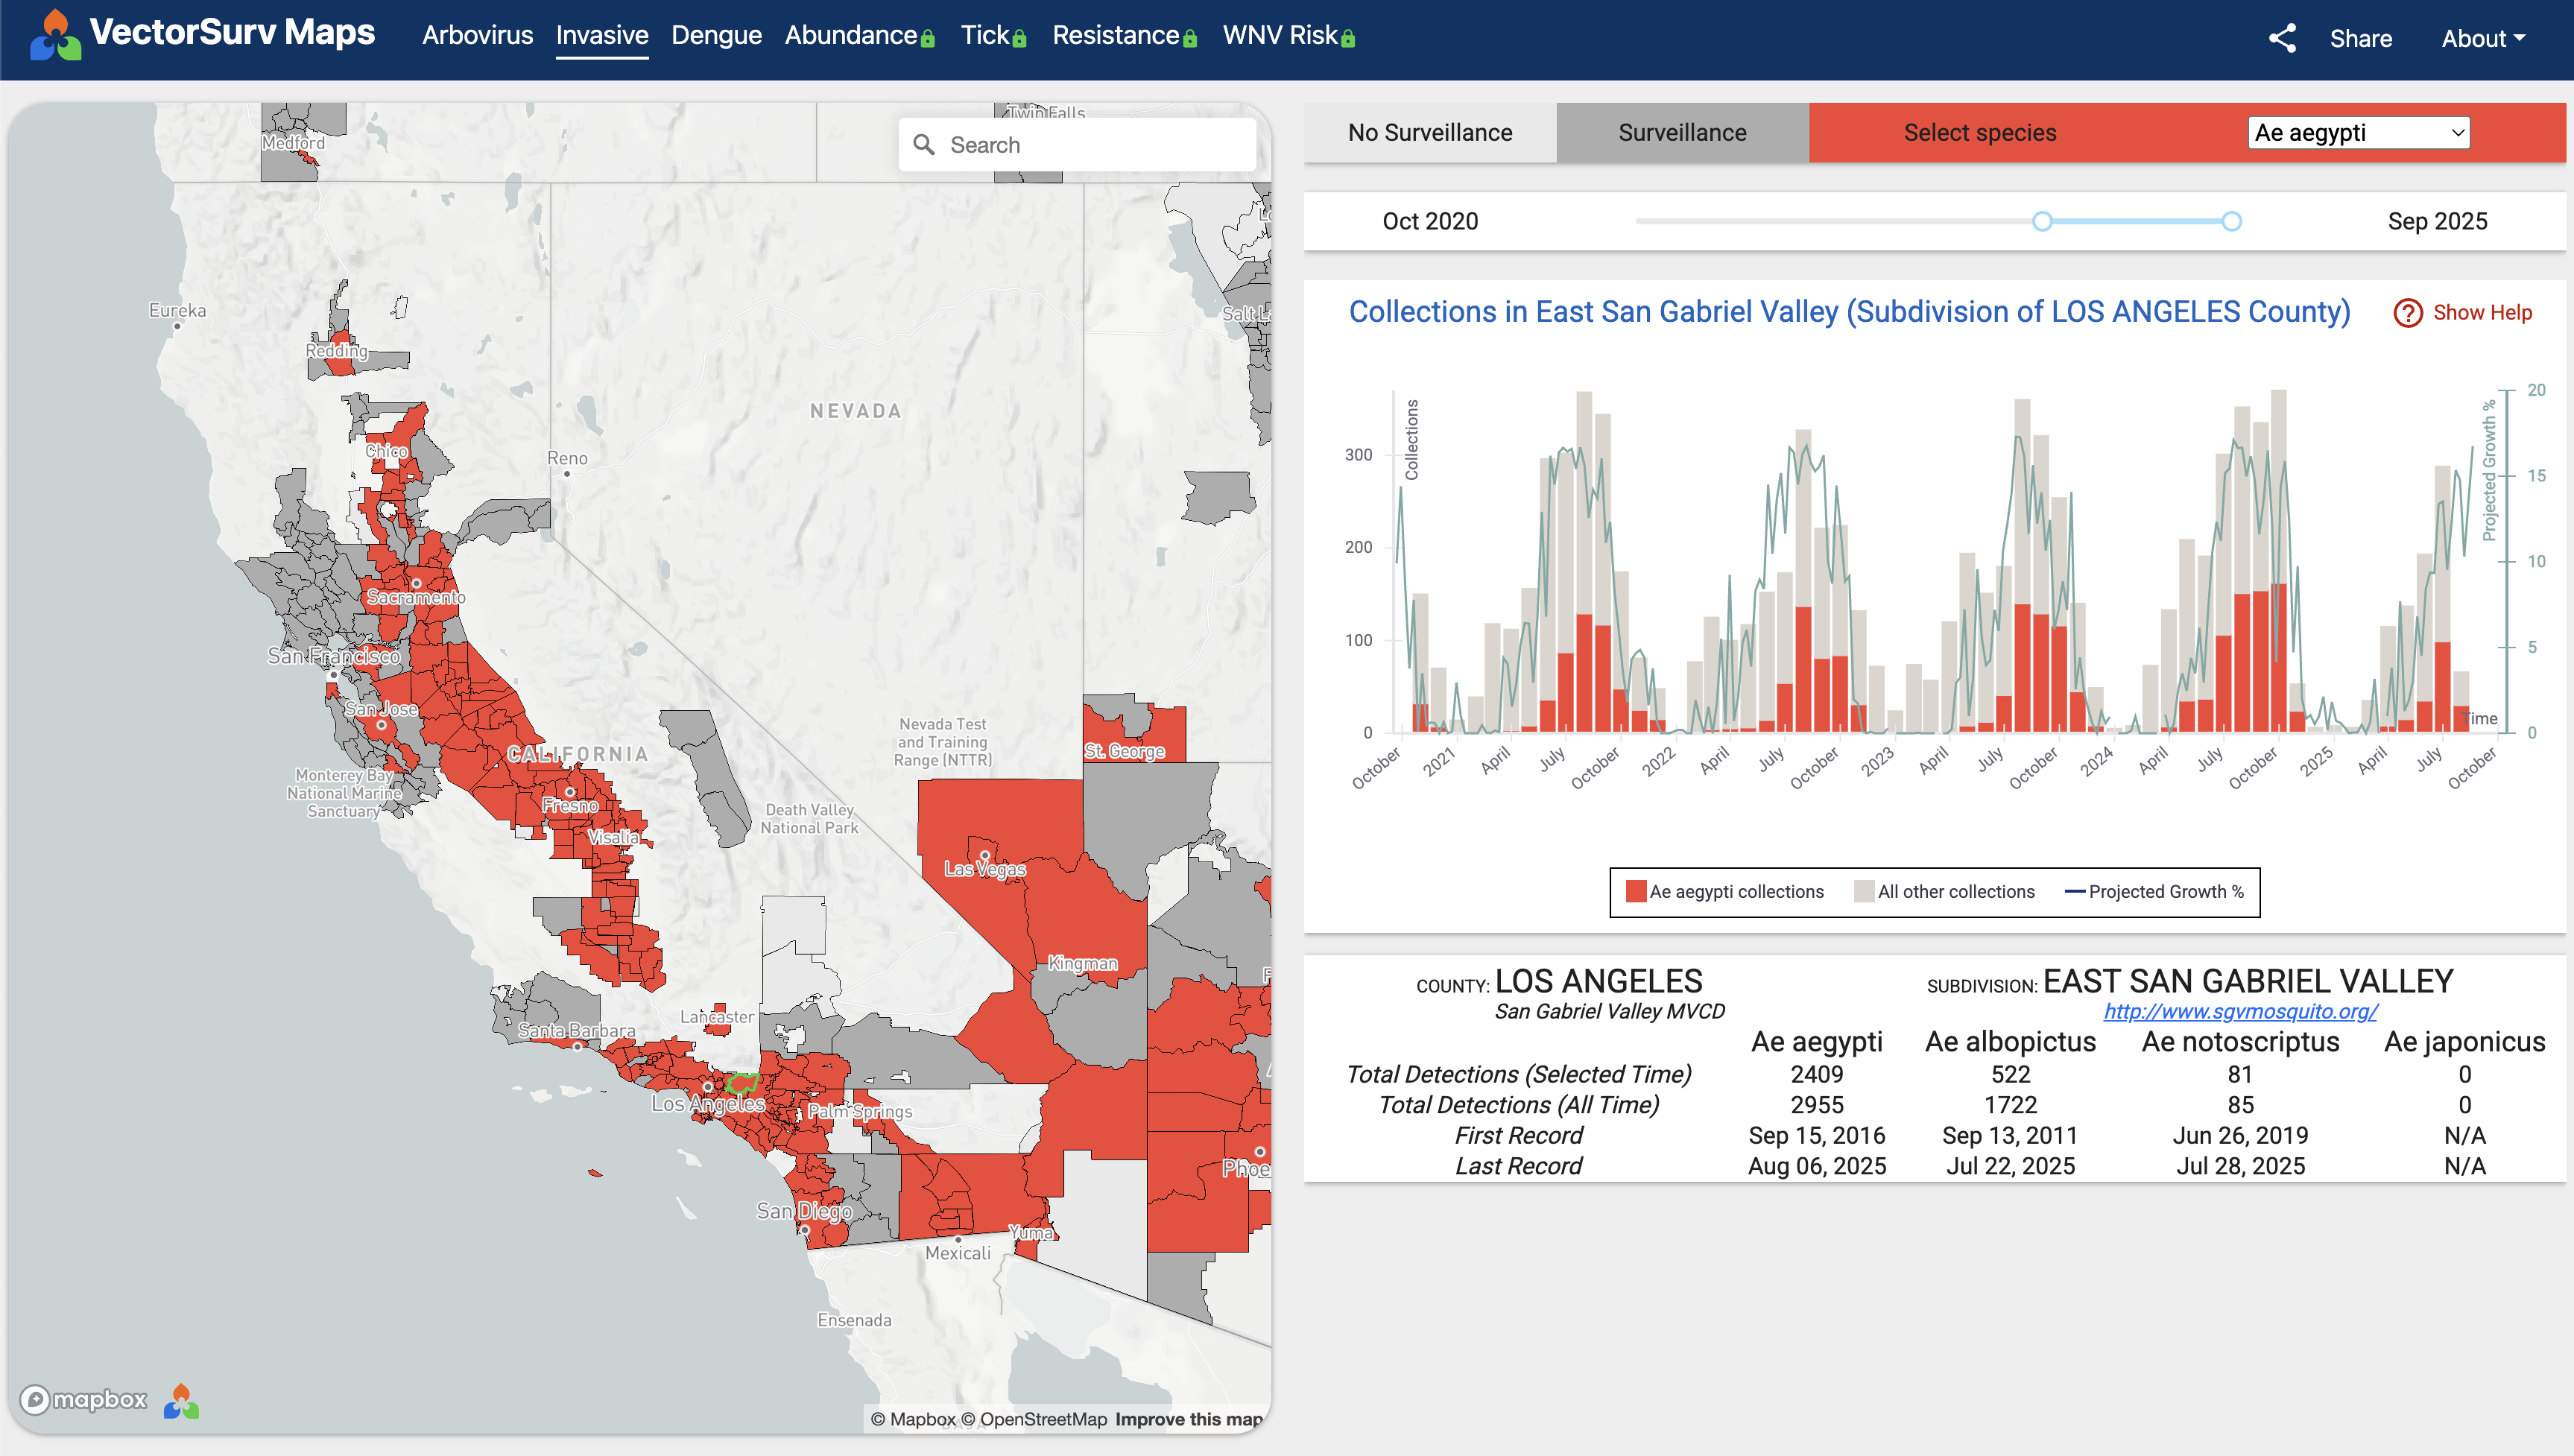 VectorSurv Maps
Arbovirus Invasive Dengue Abundance Tick Resistance WNV Risk
Share About
Twin Falls
Medford
Search
Eureka
Redding
Salt L
NEVADA
Chico
Reno
Sacramento
San Francisco
San Jose
CALIFORNIA
Monterey Bay
National Marine
Sanctuary
Fresno
Visalia
Nevada Test
and Training
Range (NTTR)
St. George
Death Valley
National Park
Las Vegas
Kingman
Lancaster
Santa Barbara
Los Angeles
Palm Springs
Phoe
San Diego
Yuma
Mexicali
Ensenada
mapbox
© Mapbox © OpenStreetMap Improve this map
No Surveillance Surveillance Select species Ae aegypti
Oct 2020 Sep 2025
Collections in East San Gabriel Valley (Subdivision of LOS ANGELES County)
Show Help
Collections
300
200
100
0
Projected Growth %
20
15
10
5
0
Time
October 2021 April July October 2022 April July October 2023 April July October 2024 April July October 2025 April July October
Ae aegypti collections All other collections Projected Growth %
COUNTY: LOS ANGELES SUBDIVISION: EAST SAN GABRIEL VALLEY
San Gabriel Valley MVCD http://www.sgvmosquito.org/
Ae aegypti Ae albopictus Ae notoscriptus Ae japonicus
Total Detections (Selected Time) 2409 522 81 0
Total Detections (All Time) 2955 1722 85 0
First Record Sep 15, 2016 Sep 13, 2011 Jun 26, 2019 N/A
Last Record Aug 06, 2025 Jul 22, 2025 Jul 28, 2025 N/A